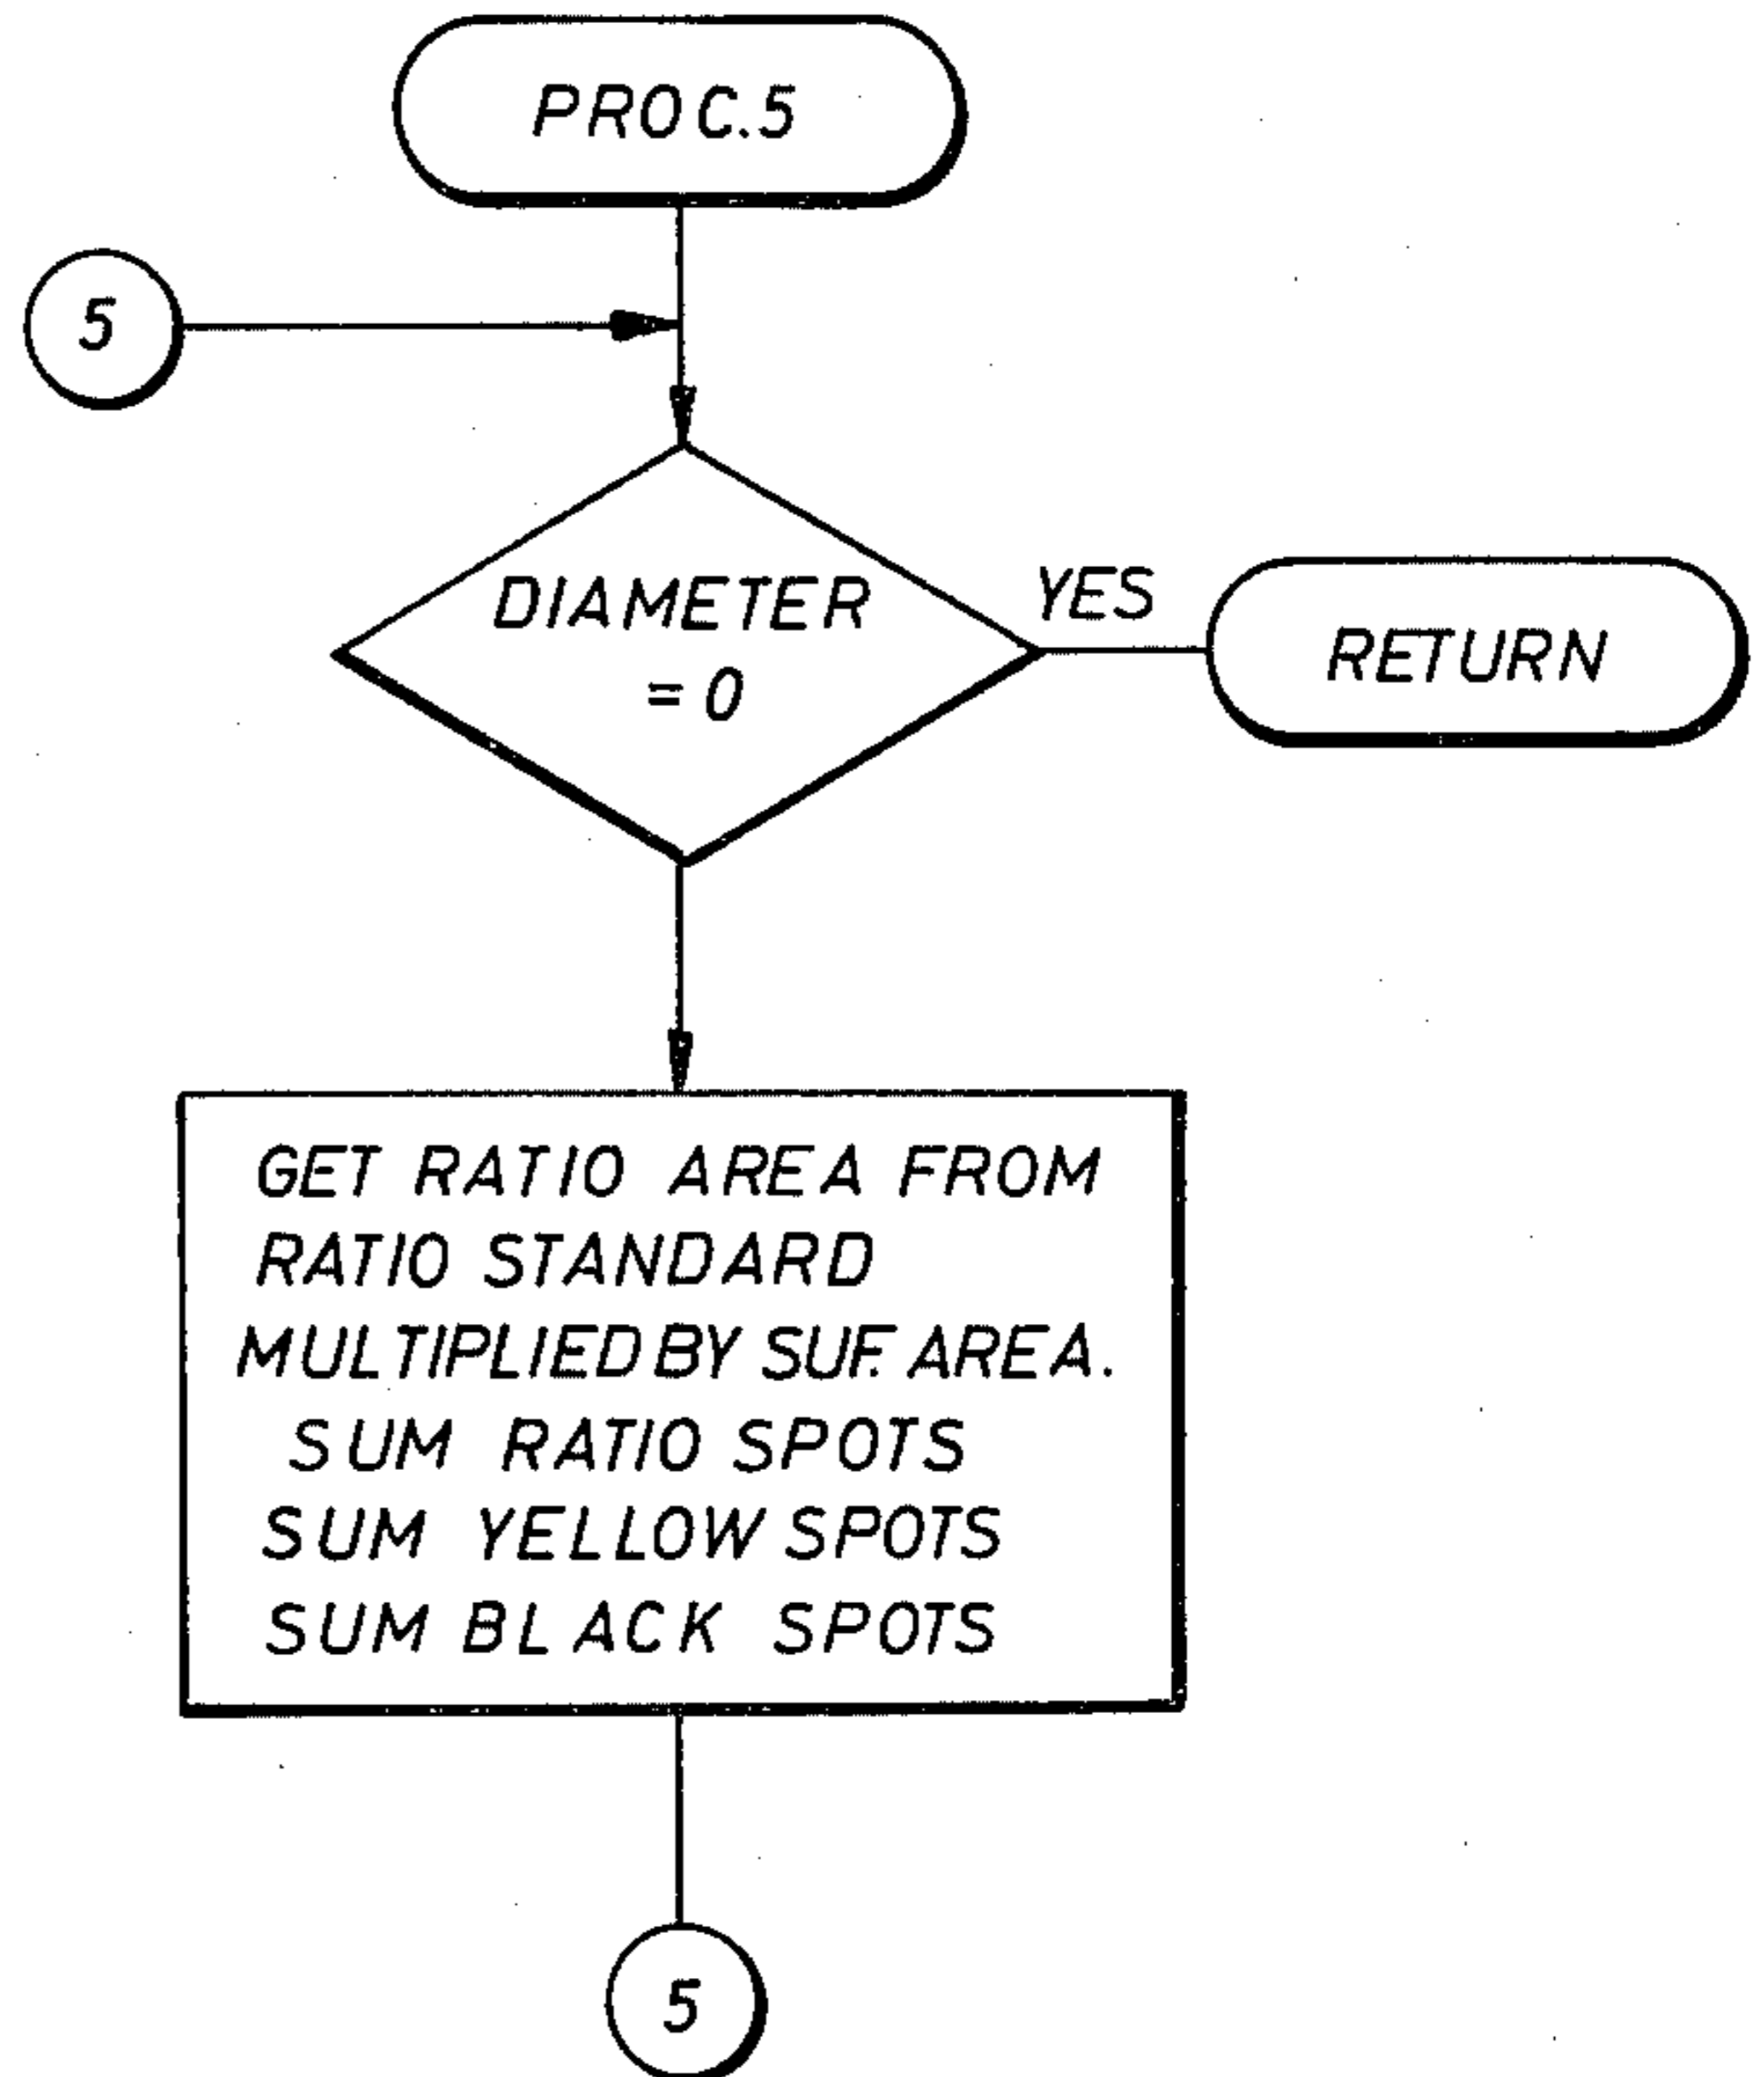 PROC.5
5
DIAMETER
= 0
YES
RETURN
GET RATIO AREA FROM
RATIO STANDARD
MULTIPLIED BY SUF. AREA.
SUM RATIO SPOTS
SUM YELLOW SPOTS
SUM BLACK SPOTS
5